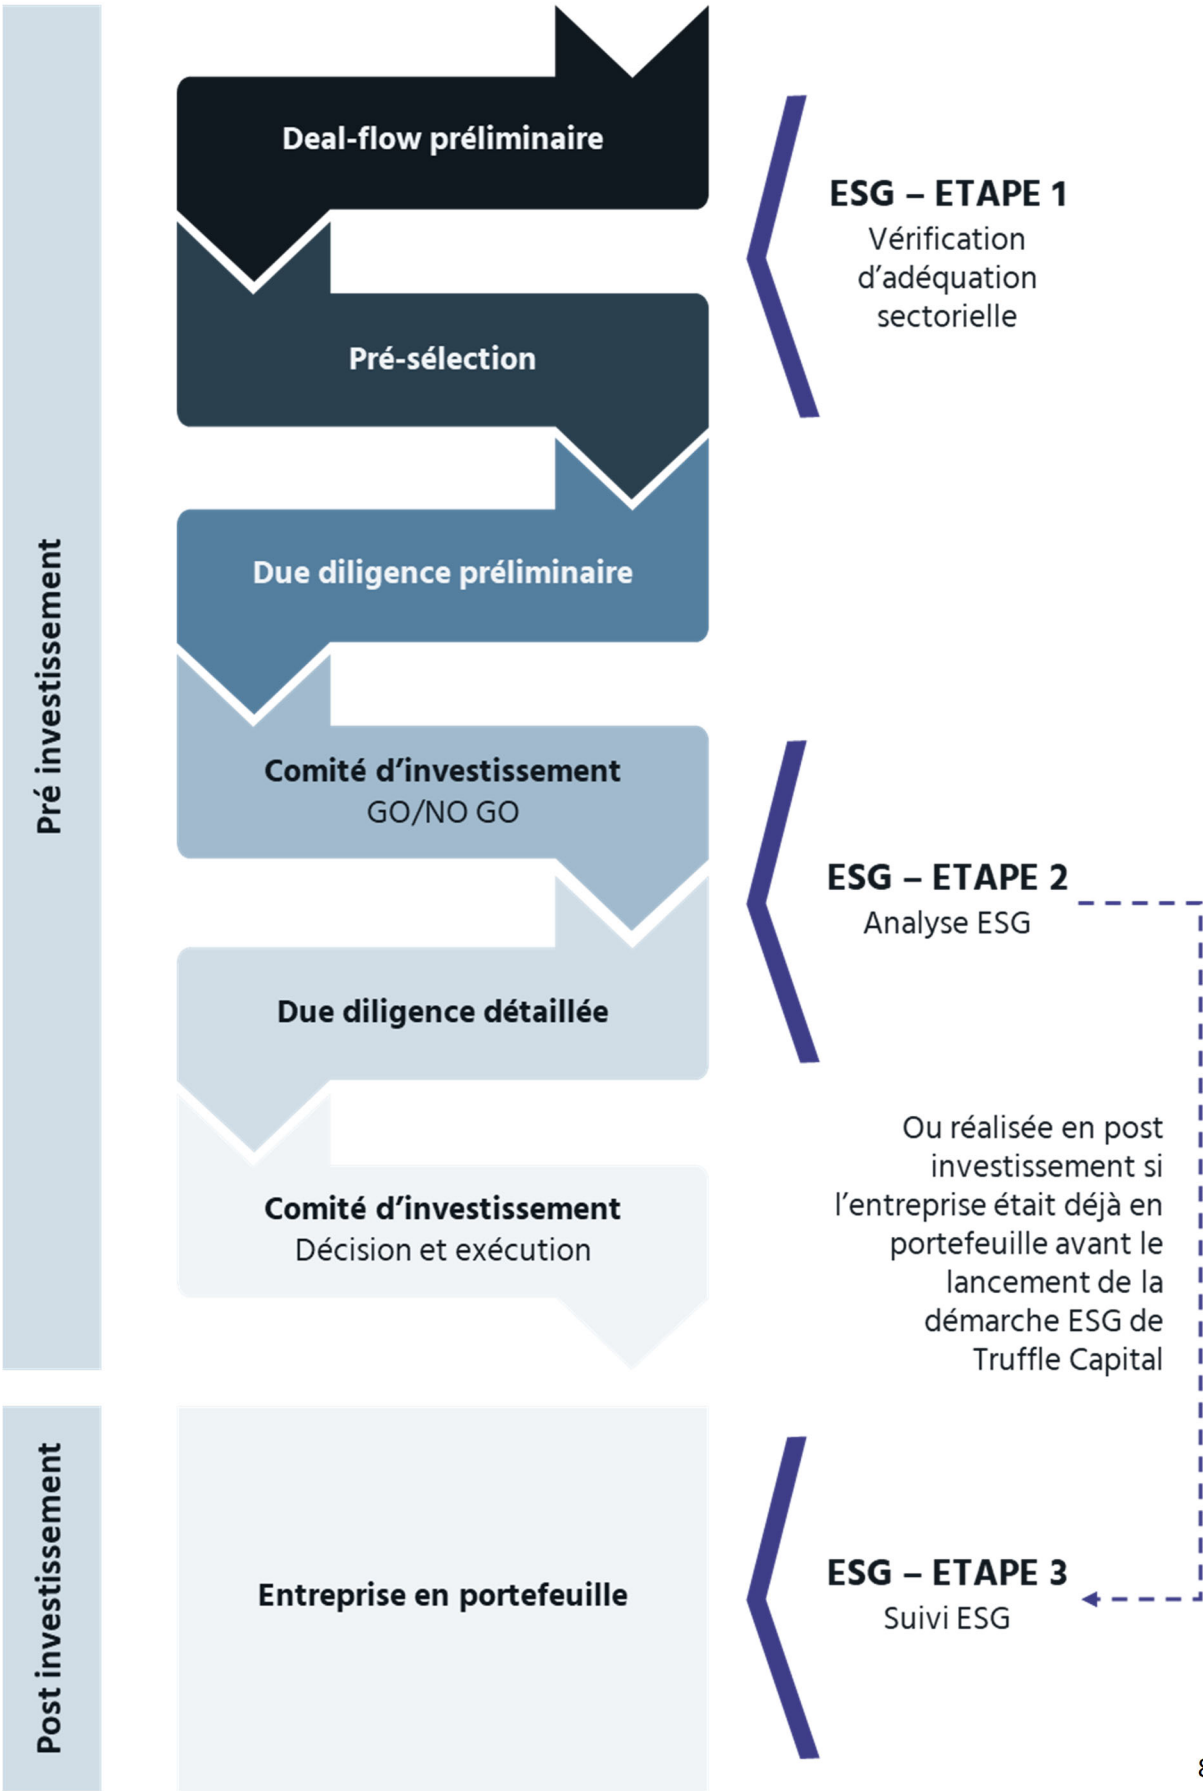 Pré investissement
Deal-flow préliminaire
ESG – ETAPE 1
Vérification
d’adéquation
sectorielle
Pré-sélection
Due diligence préliminaire
Comité d’investissement
GO/NO GO
ESG – ETAPE 2
Analyse ESG
Due diligence détaillée
Ou réalisée en post
investissement si
l’entreprise était déjà en
portefeuille avant le
lancement de la
démarche ESG de
Truffle Capital
Comité d’investissement
Décision et exécution
Post investissement
Entreprise en portefeuille
ESG – ETAPE 3
Suivi ESG